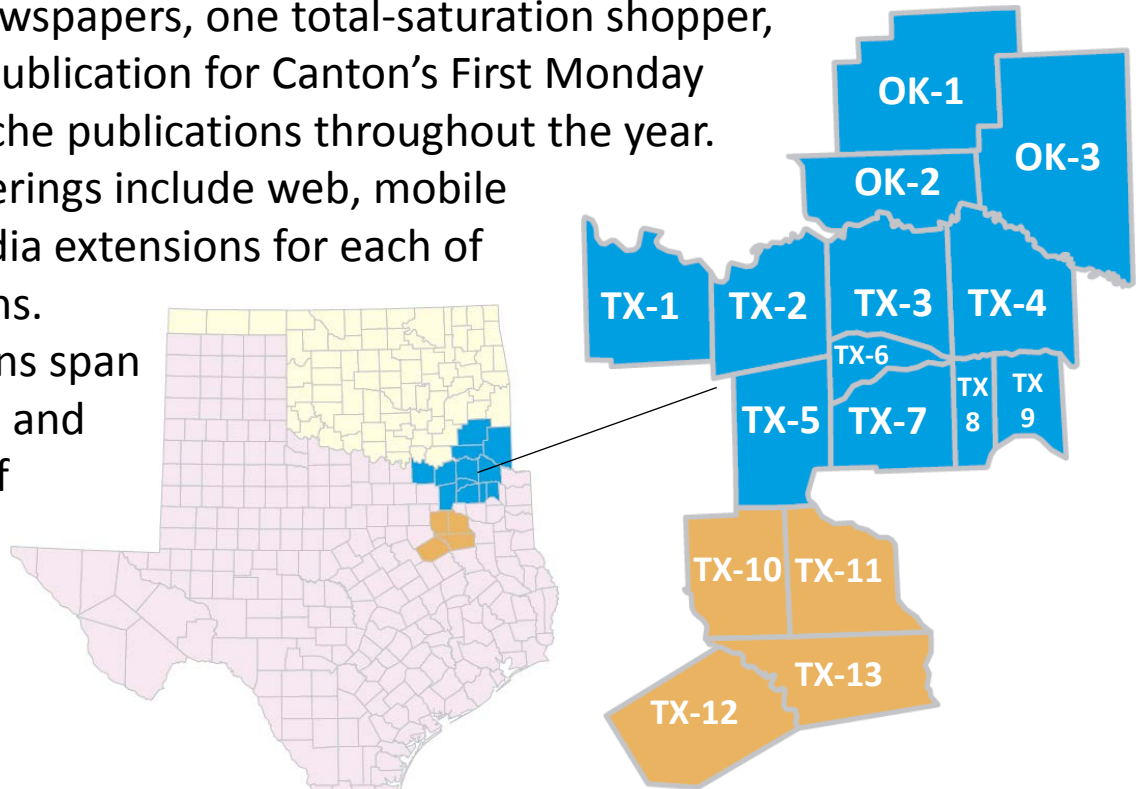 wspapers, one total-saturation shopper,
ublication for Canton’s First Monday
che publications throughout the year.
erings include web, mobile
dia extensions for each of
ns.
ns span
and
f
OK-1
OK-3
OK-2
TX-1
TX-2
TX-3
TX-4
TX-6
TX-5
TX-7
TX
8
TX
9
TX-10
TX-11
TX-13
TX-12